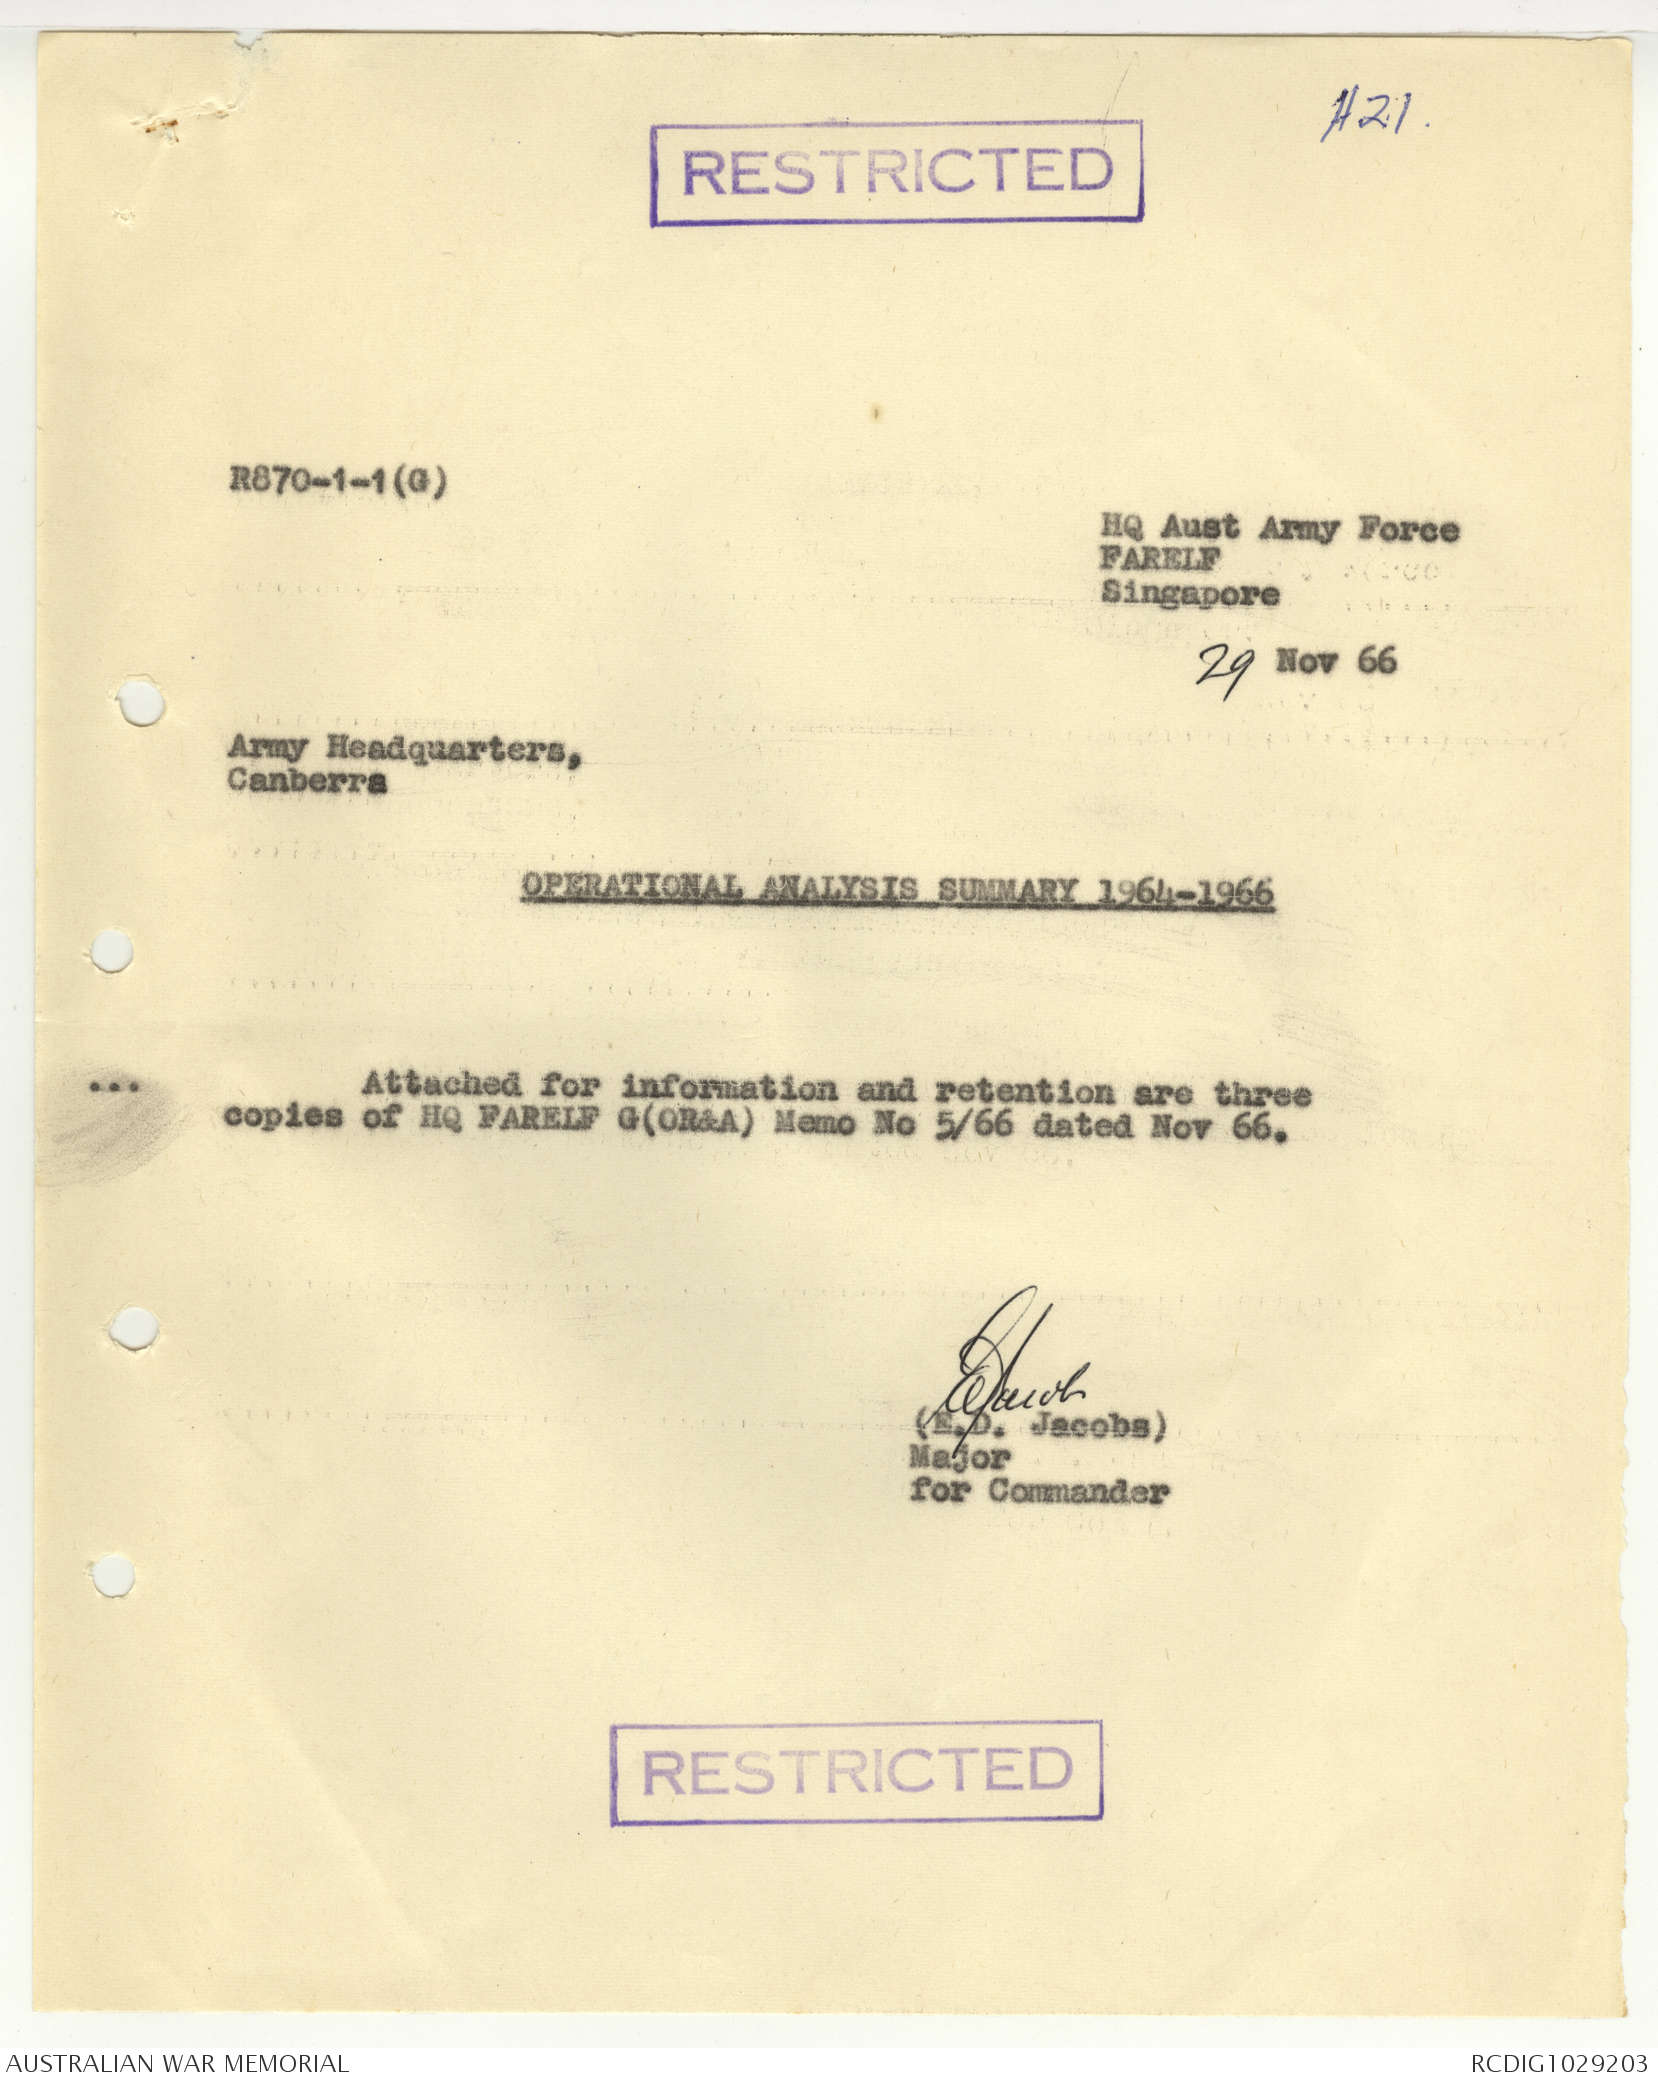 H21.
RESTRICTED
R870-1-1(G)
HQ Aust Army Force
FARELF
Singapore
29 Nov 66
Army Headquarters,
Canberra
OPERATIONAL ANALYSIS SUMMARY 1964-1966
... Attached for information and retention are three
copies of HQ FARELF G(OR&A) Memo No 5/66 dated Nov 66.
EJacobs
(E.D. Jacobs)
Major
for Commander
RESTRICTED
AUSTRALIAN WAR MEMORIAL
RCDIG1029203